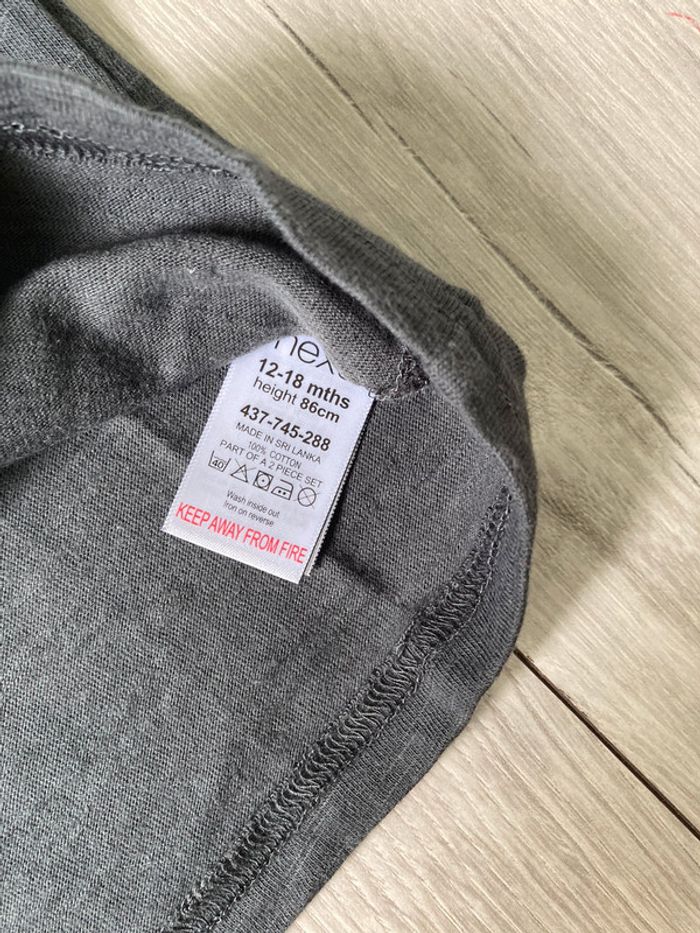 next
12-18 mths
height 86cm
437-745-288
MADE IN SRI LANKA
100% COTTON
PART OF A 2 PIECE SET
40
Wash inside out
Iron on reverse
KEEP AWAY FROM FIRE